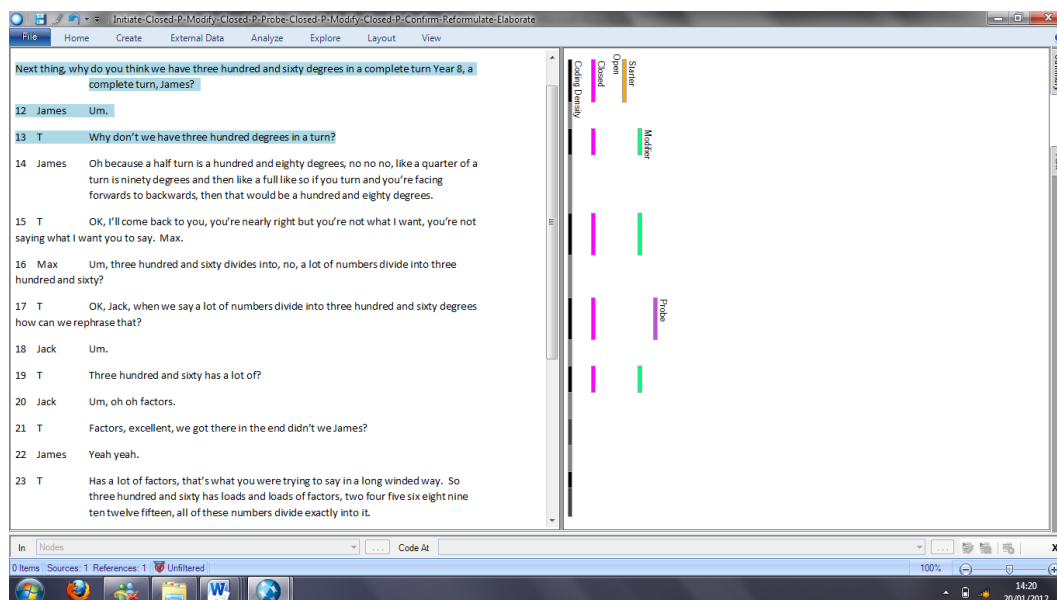 Initiate-Closed-P-Modify-Closed-P-Probe-Closed-P-Modify-Closed-P-Confirm-Reformulate-Elaborate
File Home Create External Data Analyze Explore Layout View
Next thing, why do you think we have three hundred and sixty degrees in a complete turn Year 8, a
complete turn, James?
12 James Um.
13 T Why don't we have three hundred degrees in a turn?
14 James Oh because a half turn is a hundred and eighty degrees, no no no, like a quarter of a
turn is ninety degrees and then like a full like so if you turn and you're facing
forwards to backwards, then that would be a hundred and eighty degrees.
15 T OK, I'll come back to you, you're nearly right but you're not what I want, you're not
saying what I want you to say. Max.
16 Max Um, three hundred and sixty divides into, no, a lot of numbers divide into three
hundred and sixty?
17 T OK, Jack, when we say a lot of numbers divide into three hundred and sixty degrees
how can we rephrase that?
18 Jack Um.
19 T Three hundred and sixty has a lot of?
20 Jack Um, oh oh factors.
21 T Factors, excellent, we got there in the end didn't we James?
22 James Yeah yeah.
23 T Has a lot of factors, that's what you were trying to say in a long winded way. So
three hundred and sixty has loads and loads of factors, two four five six eight nine
ten twelve fifteen, all of these numbers divide exactly into it.
Coding Density
Closed
Open
Starter
Modifier
Probe
In Nodes ... Code At ... X
0 Items Sources: 1 References: 1 Unfiltered 100%
W 14:20
20/01/2012